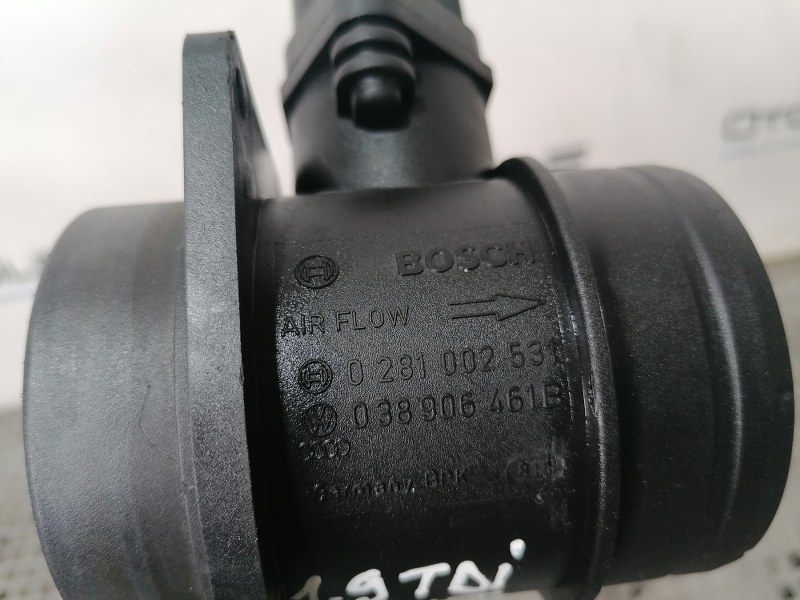 BOSCH
AIR FLOW
0 281 002 531
038 906 461B
1.9TDi